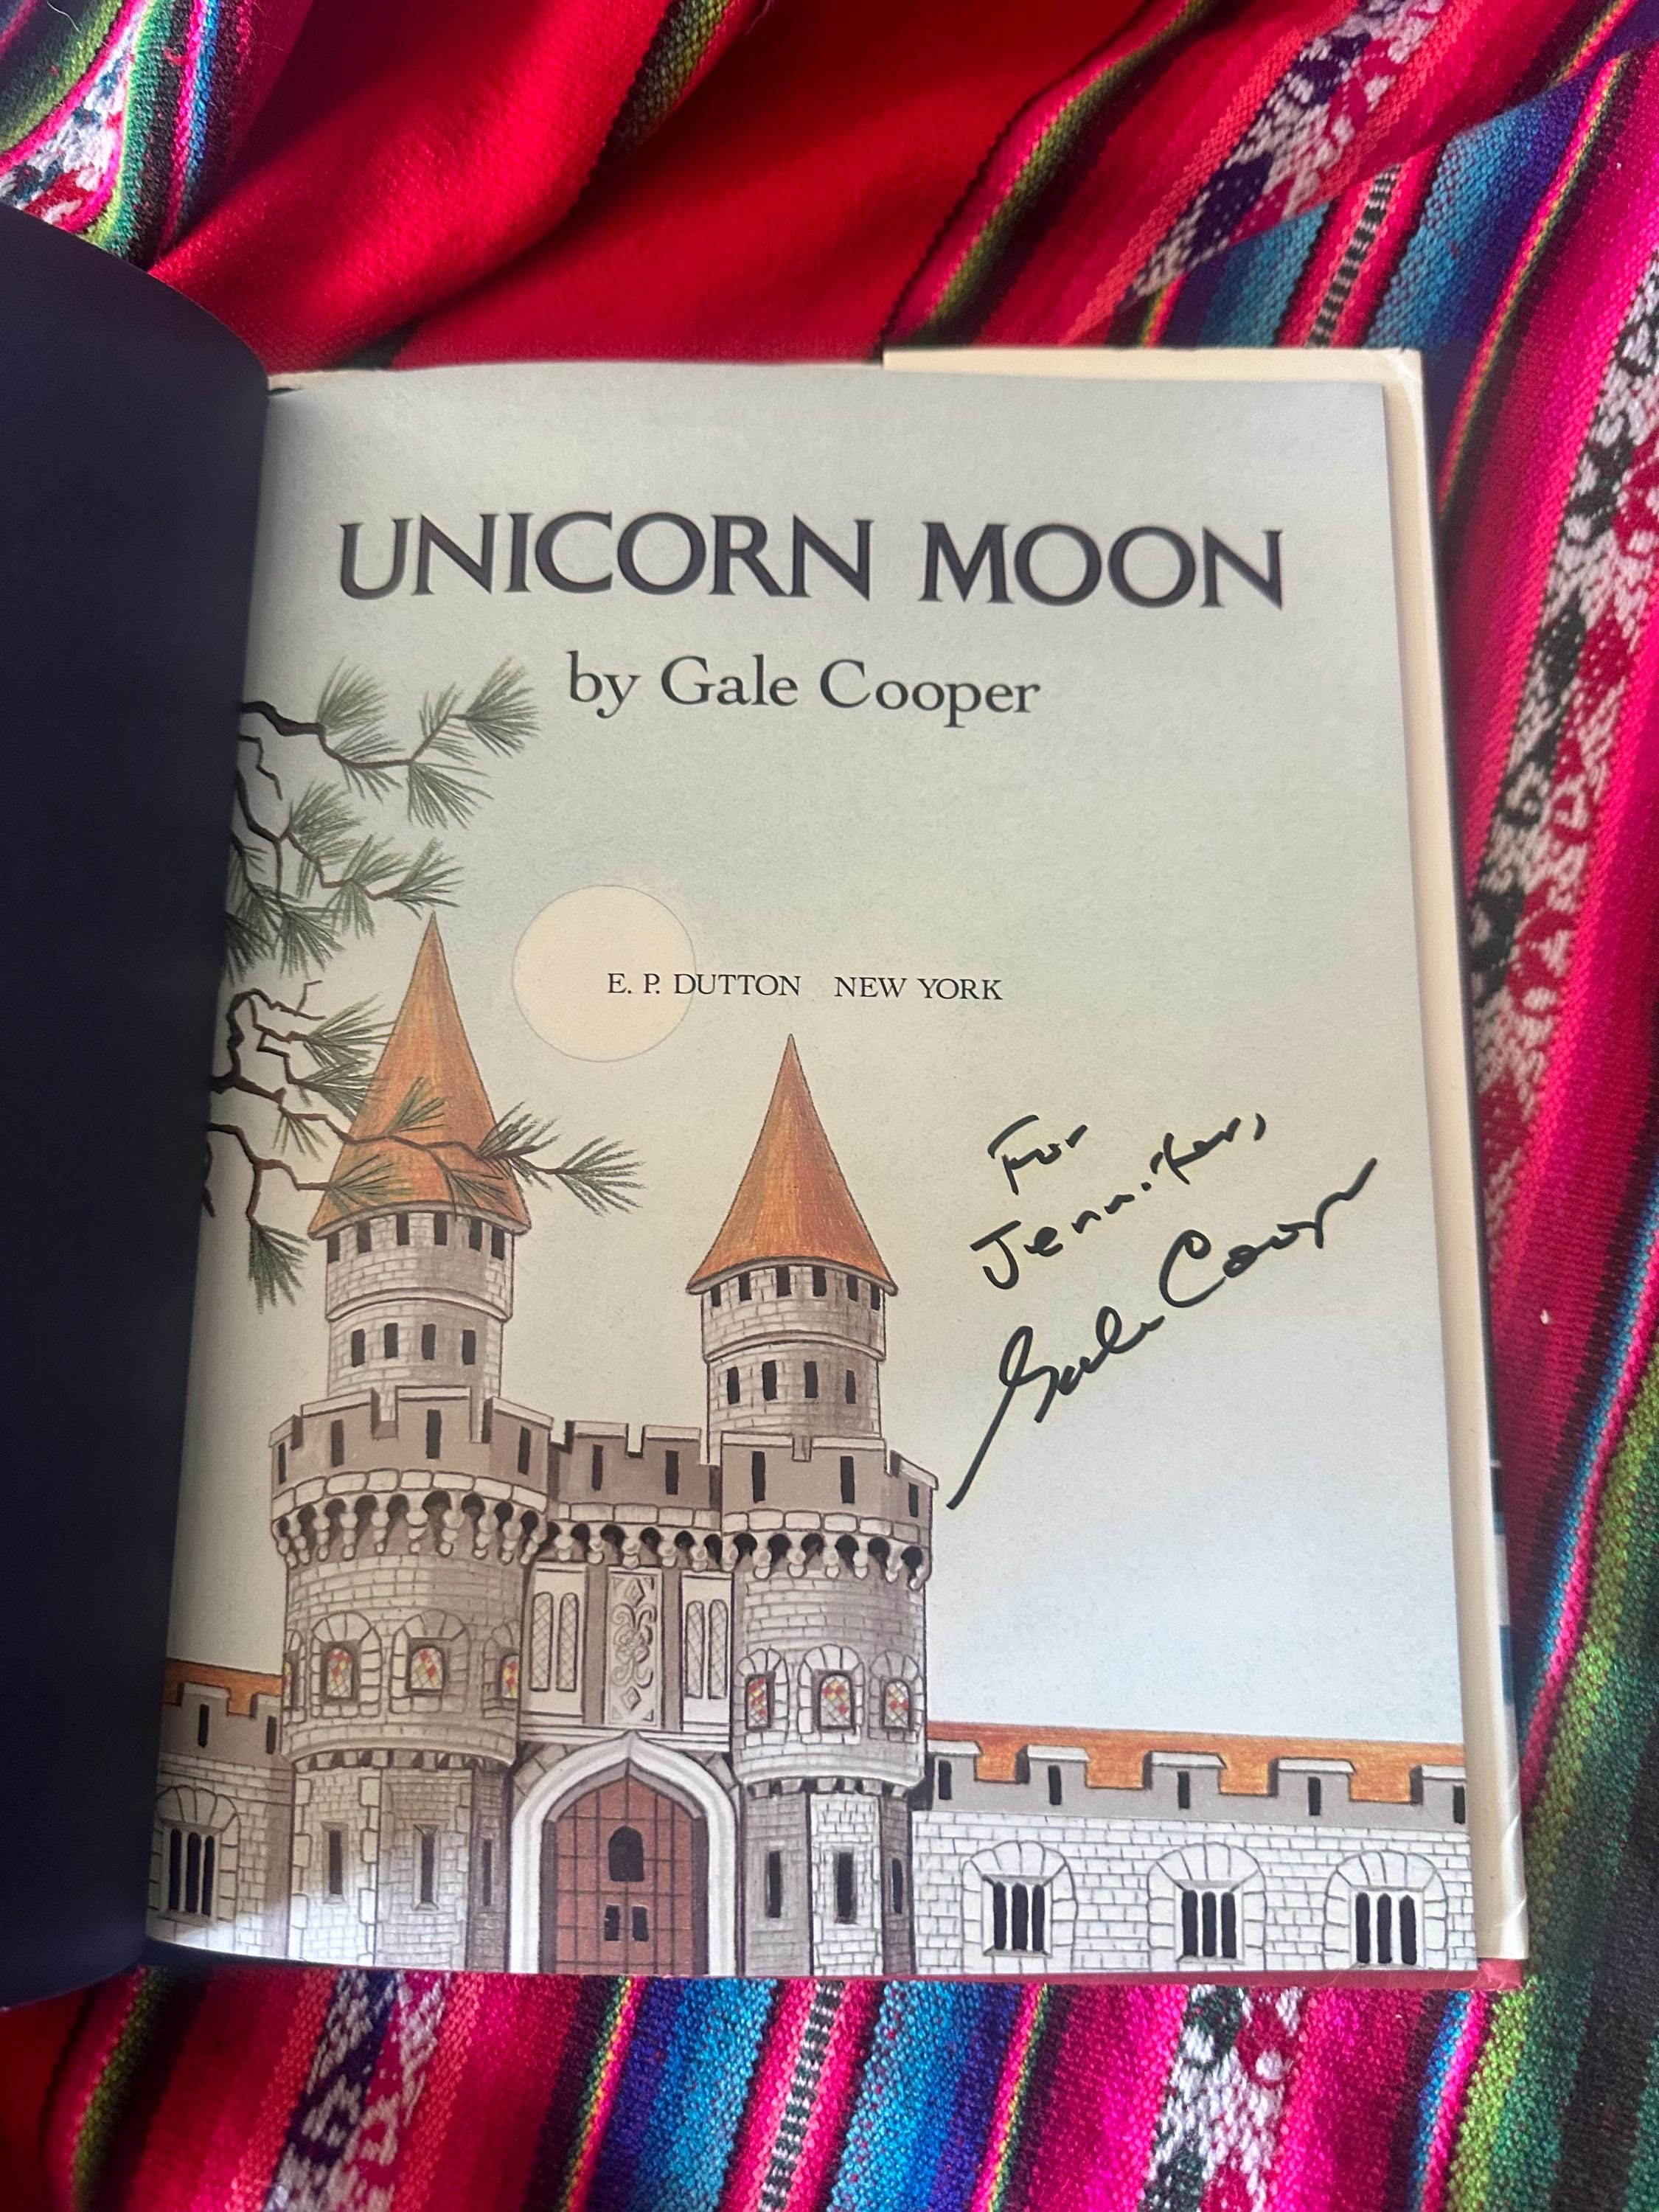 UNICORN MOON
by Gale Cooper
E. P. DUTTON NEW YORK
For
Jennifer,
Gale Cooper